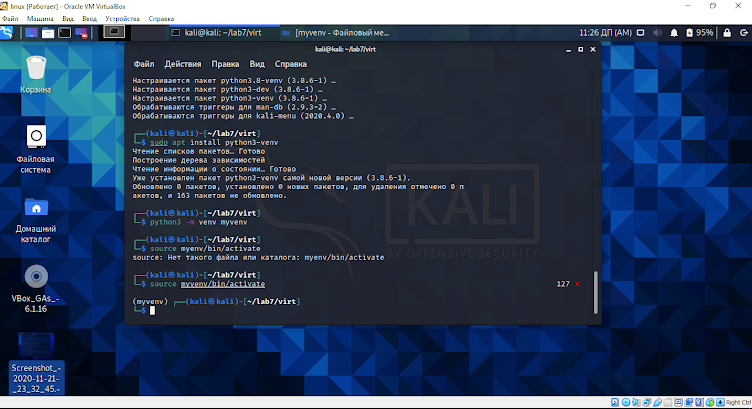 linux [Работает] - Oracle VM VirtualBox
Файл Машина Вид Ввод Устройства Справка
kali@kali: ~/lab7/virt
[myvenv - Файловый ме...
11:26 ДП (AM)
95%
kali@kali: ~/lab7/virt
Файл Действия Правка Вид Справка
Настраивается пакет python3.8-venv (3.8.6-1) …
Настраивается пакет python3-dev (3.8.6-1) …
Настраивается пакет python3-venv (3.8.6-1) …
Обрабатываются триггеры для man-db (2.9.3-2) …
Обрабатываются триггеры для kali-menu (2020.4.0) …
┌──(kali㉿kali)-[~/lab7/virt]
└─$ sudo apt install python3-venv
Чтение списков пакетов… Готово
Построение дерева зависимостей
Чтение информации о состоянии… Готово
Уже установлен пакет python3-venv самой новой версии (3.8.6-1).
Обновлено 0 пакетов, установлено 0 новых пакетов, для удаления отмечено 0 п
акетов, и 163 пакетов не обновлено.
┌──(kali㉿kali)-[~/lab7/virt]
└─$ python3 -m venv myvenv
┌──(kali㉿kali)-[~/lab7/virt]
└─$ source myenv/bin/activate
source: Нет такого файла или каталога: myenv/bin/activate
┌──(kali㉿kali)-[~/lab7/virt]
└─$ source myvenv/bin/activate 127 ⨯
(myvenv) ┌──(kali㉿kali)-[~/lab7/virt]
└─$
KALI
BY OFFENSIVE SECURITY
Корзина
Файловая
система
Домашний
каталог
VBox_GAs_-
6.1.16
Screenshot_-
2020-11-21-
_23_32_45.-
Right Ctrl